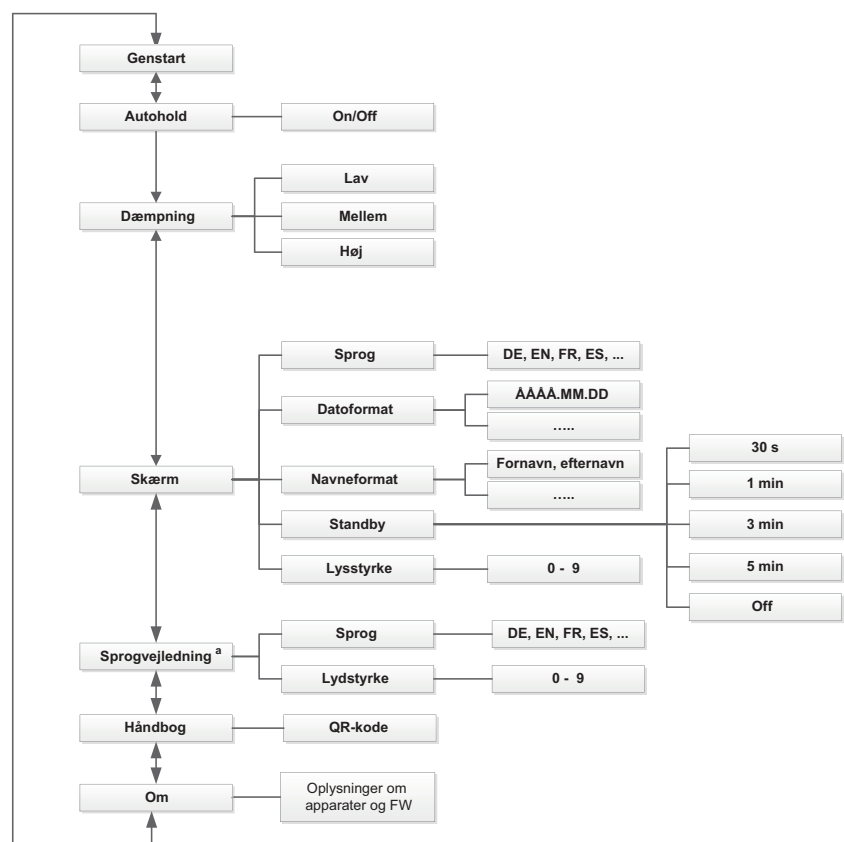 Genstart
Autohold
On/Off
Lav
Dæmpning
Mellem
Høj
Sprog
DE, EN, FR, ES, ...
Datoformat
ÅÅÅÅ.MM.DD
.....
Skærm
Navneformat
Fornavn, efternavn
.....
Standby
30 s
1 min
3 min
5 min
Off
Lysstyrke
0 - 9
Sprogvejledning a
Sprog
DE, EN, FR, ES, ...
Lydstyrke
0 - 9
Håndbog
QR-kode
Om
Oplysninger om
apparater og FW